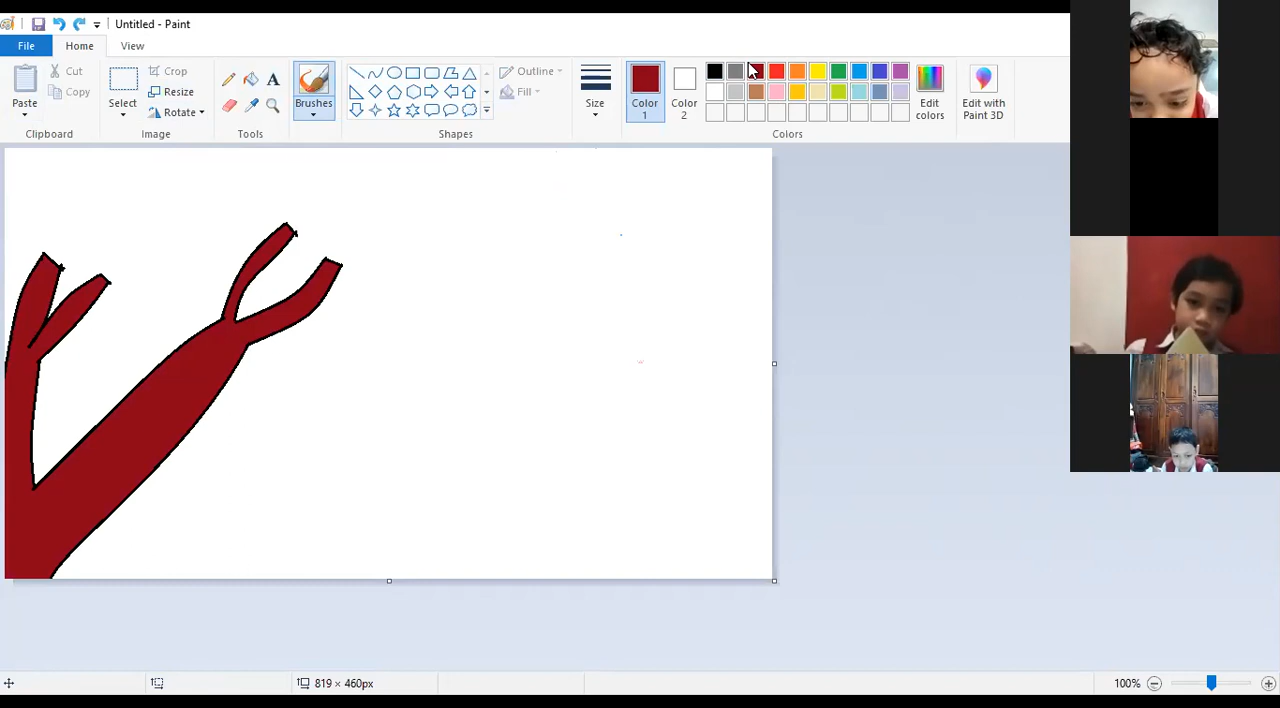 Untitled - Paint
File Home View
Paste
Cut
Copy
Clipboard
Select
Crop
Resize
Rotate
Image
A
Tools
Brushes
Outline
Fill
Shapes
Size
Color 1
Color 2
Edit colors
Edit with Paint 3D
Colors
819 × 460px
100%